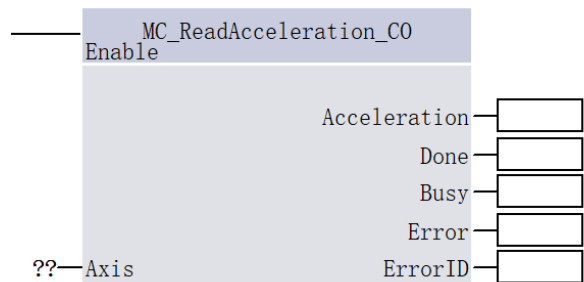 MC_ReadAcceleration_CO
Enable
Acceleration
Done
Busy
Error
??
Axis
ErrorID